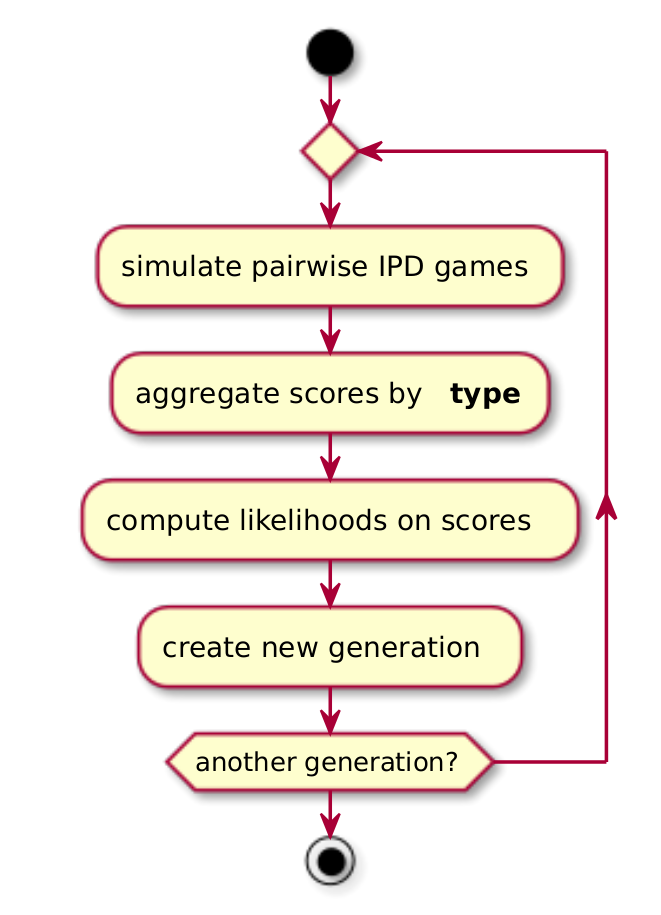 simulate pairwise IPD games
aggregate scores by type
compute likelihoods on scores
create new generation
another generation?